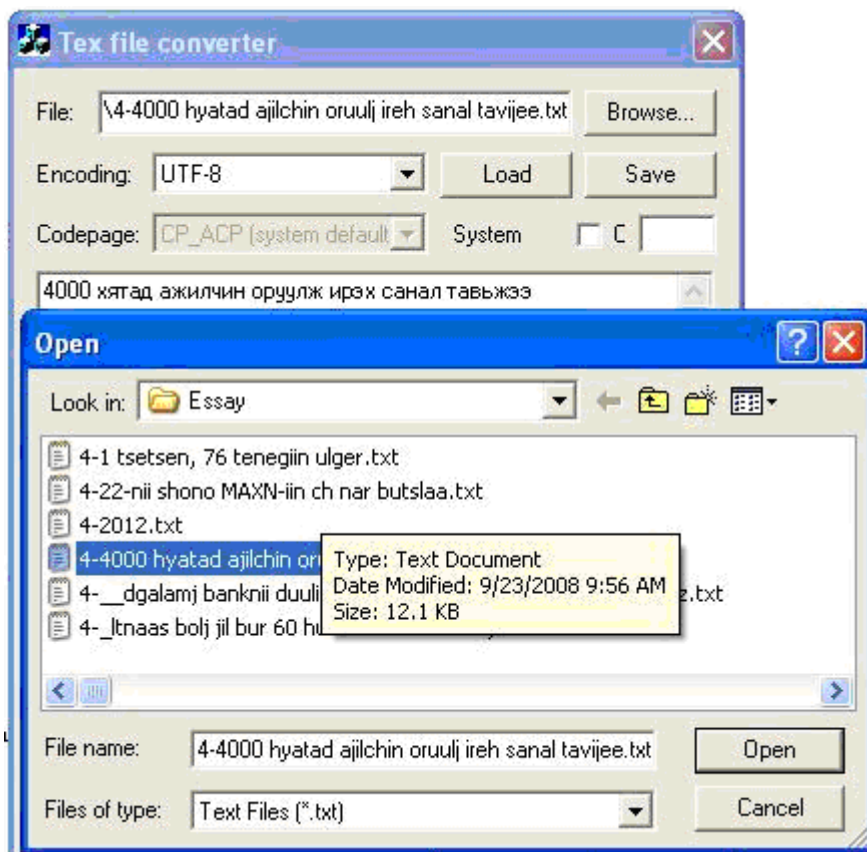 Tex file converter
File: \4-4000 hyatad ajilchin oruulj ireh sanal tavijee.txt Browse...
Encoding: UTF-8 Load Save
Codepage: CP_ACP (system default System C
4000 хятад ажилчин оруулж ирэх санал тавьжээ
Open
Look in: Essay
4-1 tsetsen, 76 tenegiin ulger.txt
4-22-nii shono MAXN-iin ch nar butslaa.txt
4-2012.txt
4-4000 hyatad ajilchin oru
Type: Text Document
4-__dgalamj banknii duuli
Date Modified: 9/23/2008 9:56 AM
z.txt
4-_ltnaas bolj jil bur 60 hu
Size: 12.1 KB
File name: 4-4000 hyatad ajilchin oruulj ireh sanal tavijee.txt Open
Files of type: Text Files (*.txt) Cancel